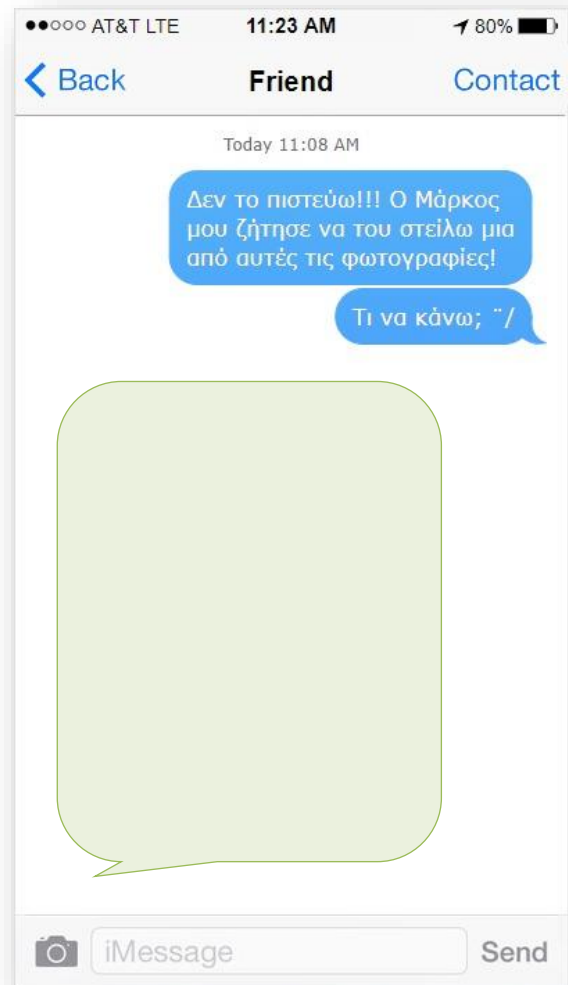 ●●○○○ AT&T LTE 11:23 AM 80%
Back Friend Contact
Today 11:08 AM
Δεν το πιστεύω!!! Ο Μάρκος
μου ζήτησε να του στείλω μια
από αυτές τις φωτογραφίες!
Τι να κάνω; ¨/
iMessage Send